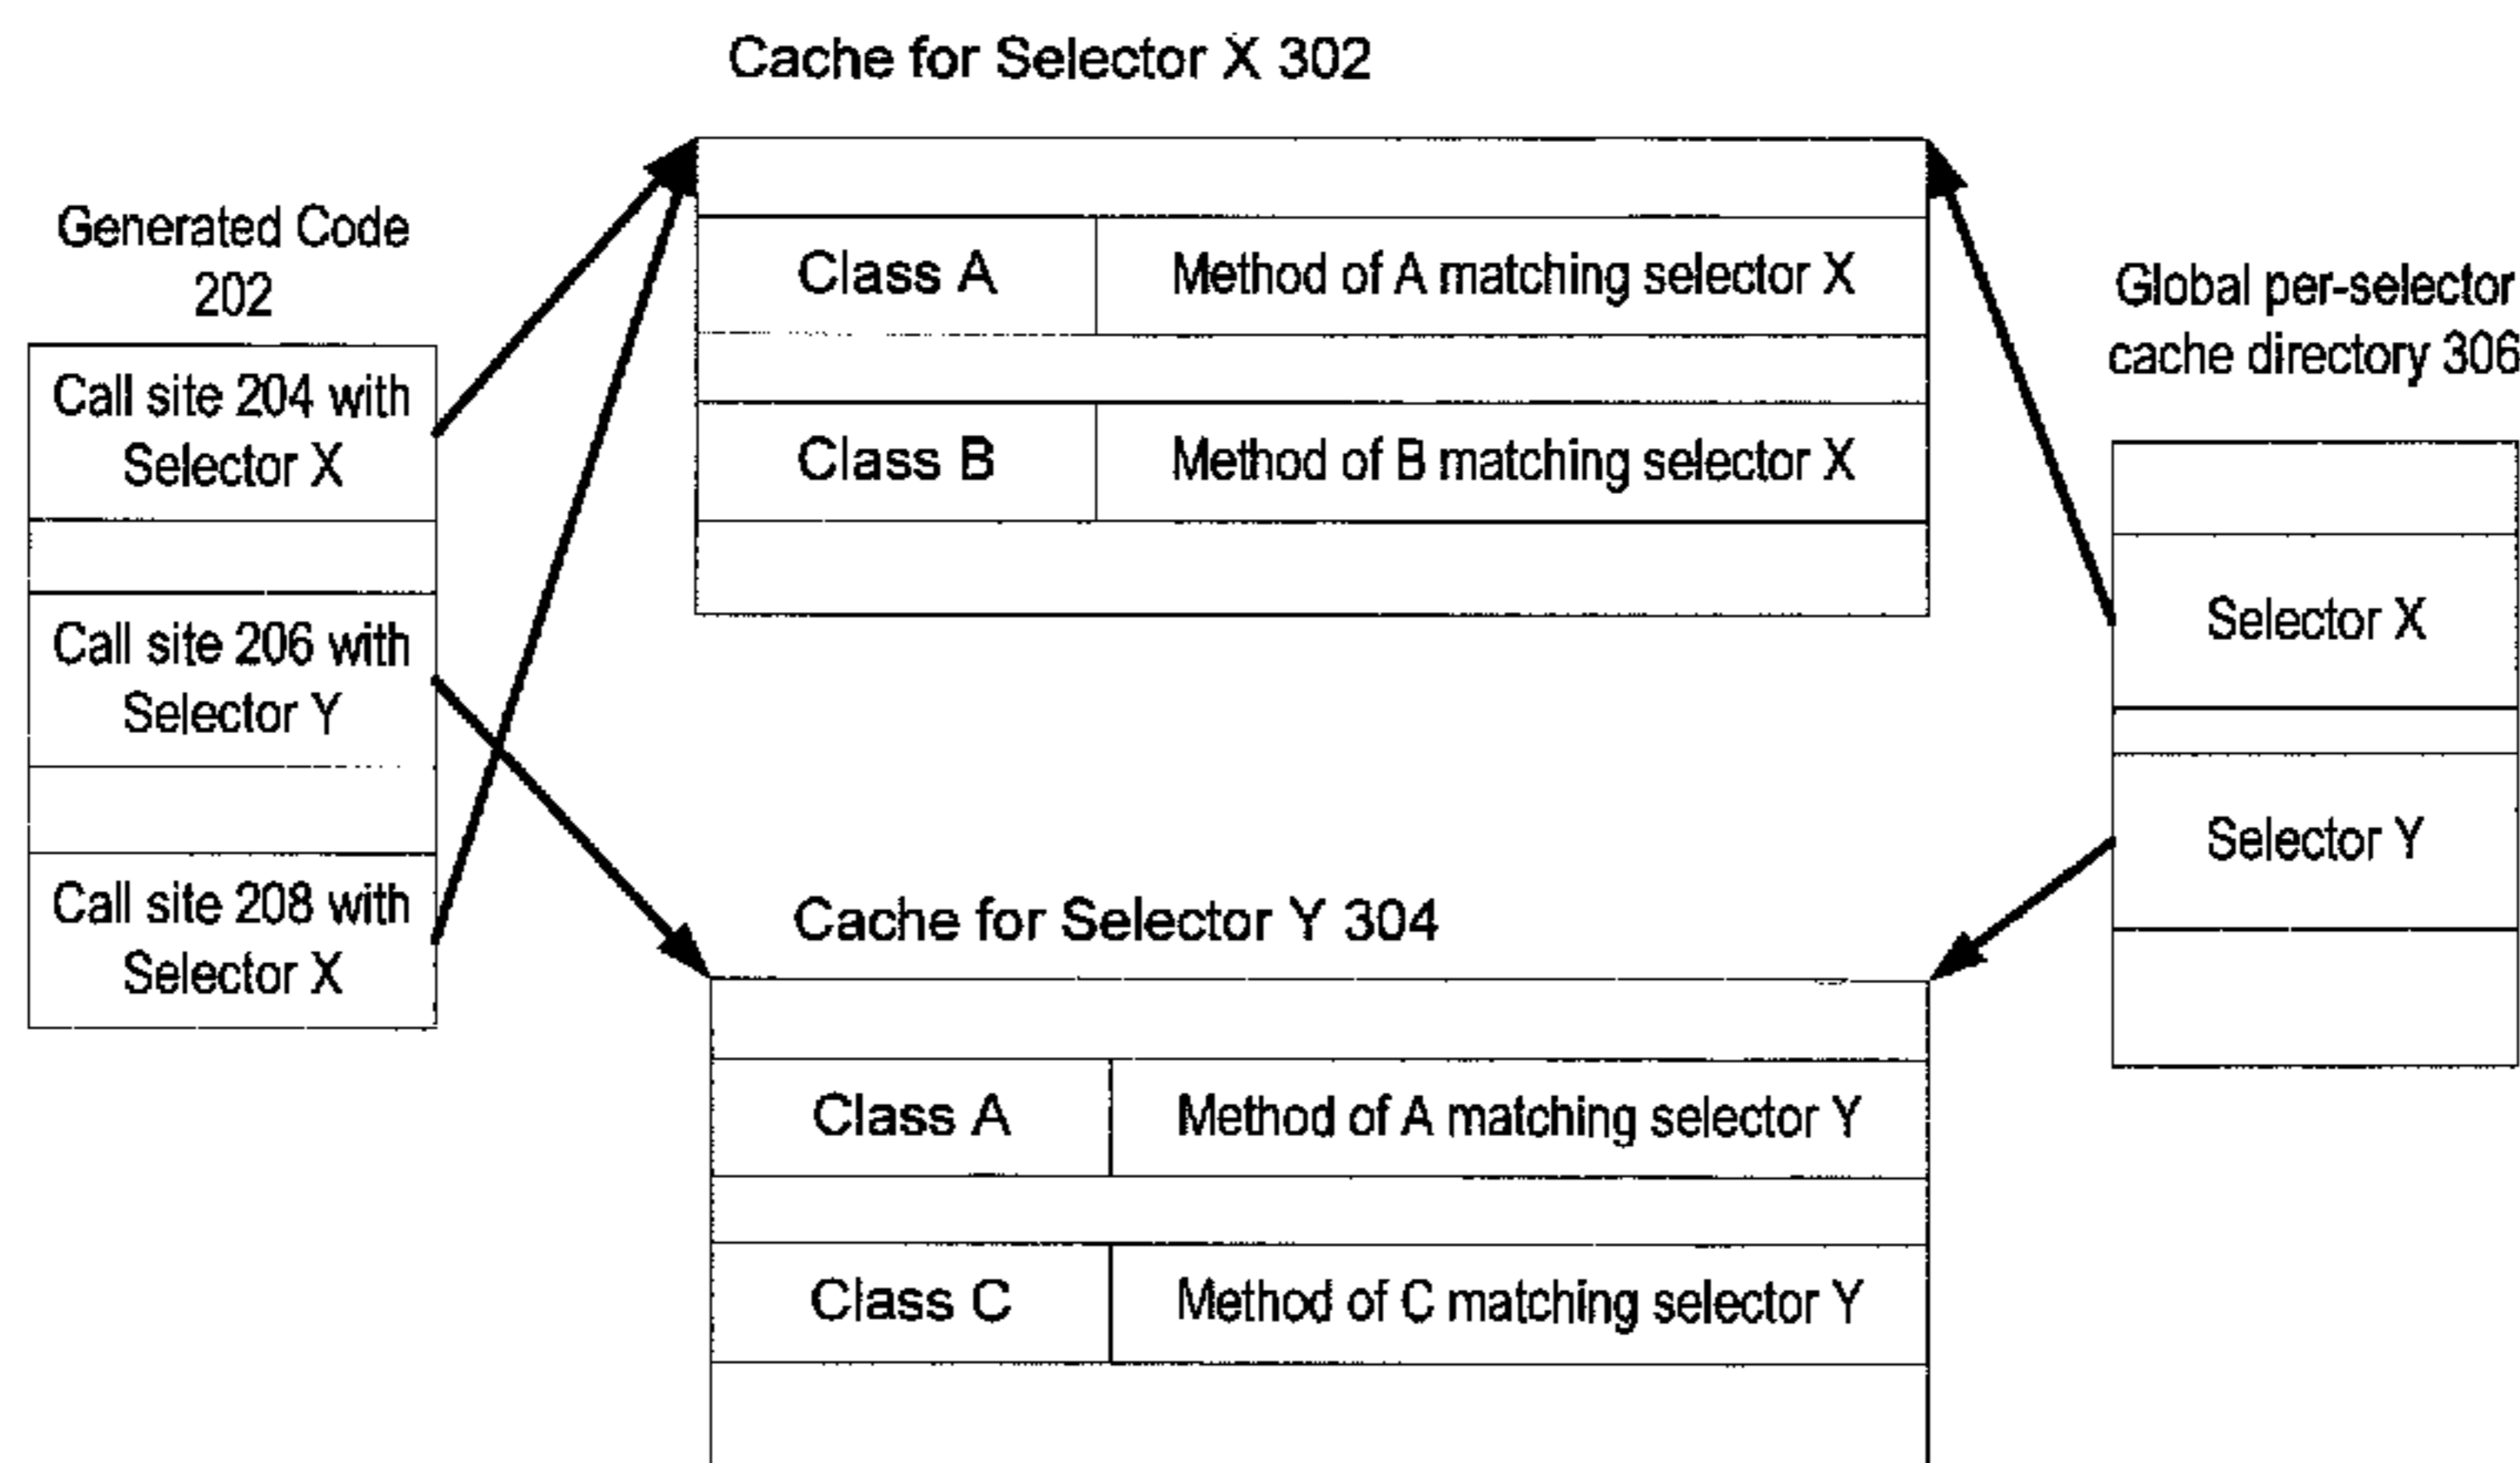 Cache for Selector X 302
Generated Code
202
Call site 204 with
Selector X
Call site 206 with
Selector Y
Call site 208 with
Selector X
Class A
Method of A matching selector X
Class B
Method of B matching selector X
Global per-selector
cache directory 306
Selector X
Selector Y
Cache for Selector Y 304
Class A
Method of A matching selector Y
Class C
Method of C matching selector Y